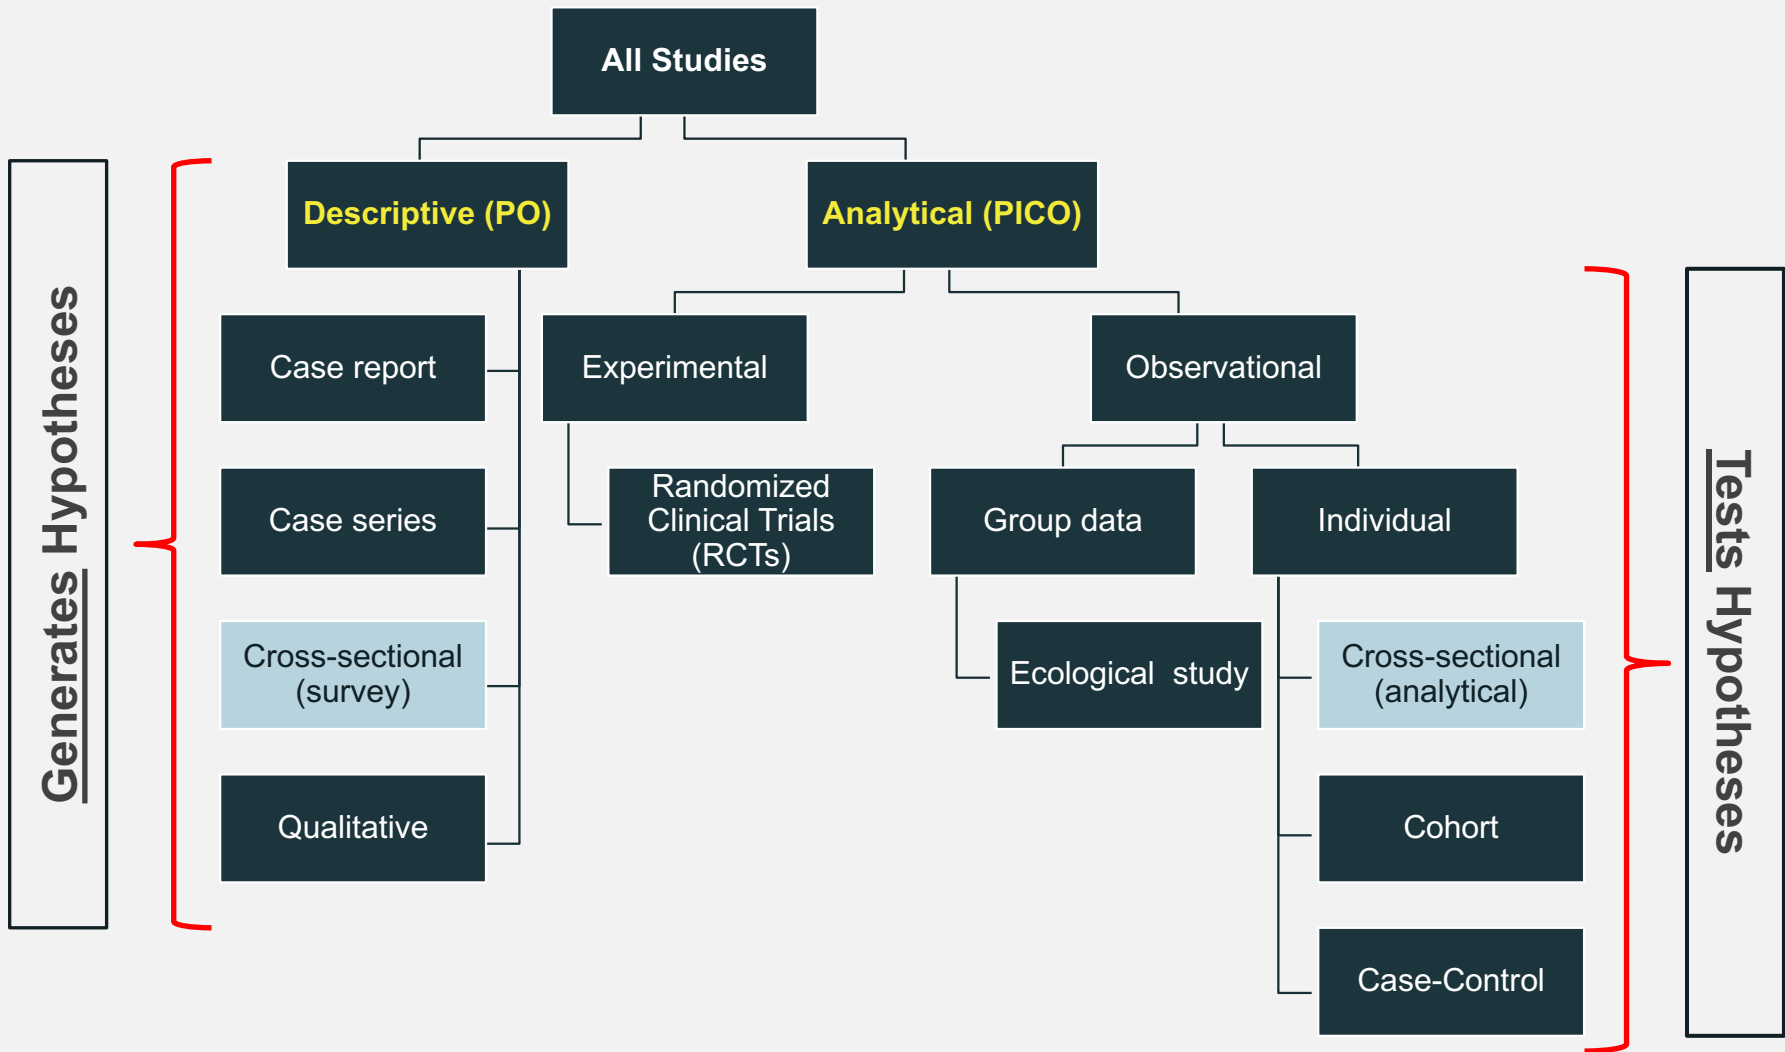 All Studies
Descriptive (PO)
Analytical (PICO)
Generates Hypotheses
Case report
Experimental
Observational
Case series
Randomized
Clinical Trials
(RCTs)
Group data
Individual
Cross-sectional
(survey)
Ecological study
Cross-sectional
(analytical)
Qualitative
Cohort
Case-Control
Tests Hypotheses